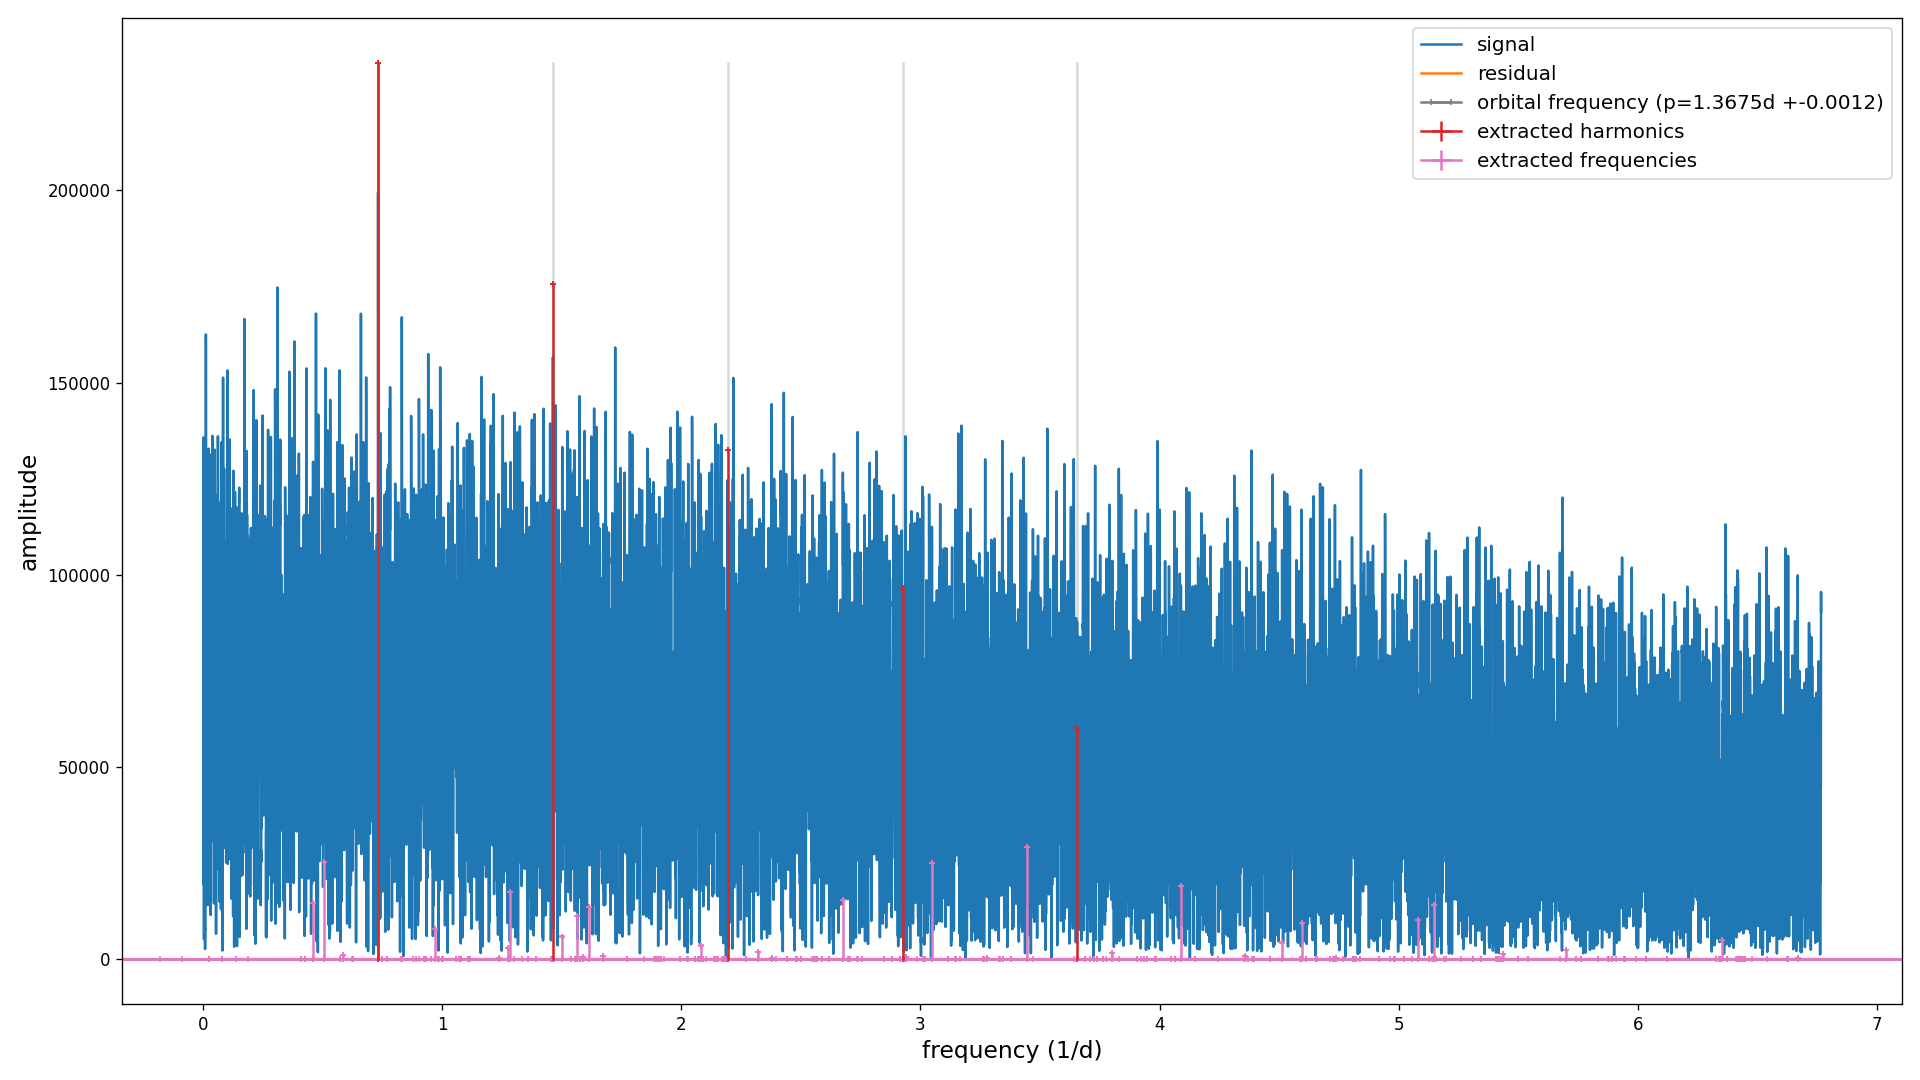 signal
residual
orbital frequency (p=1.3675d +-0.0012)
extracted harmonics
extracted frequencies
amplitude
200000
150000
100000
50000
0
0 1 2 3 4 5 6 7
frequency (1/d)